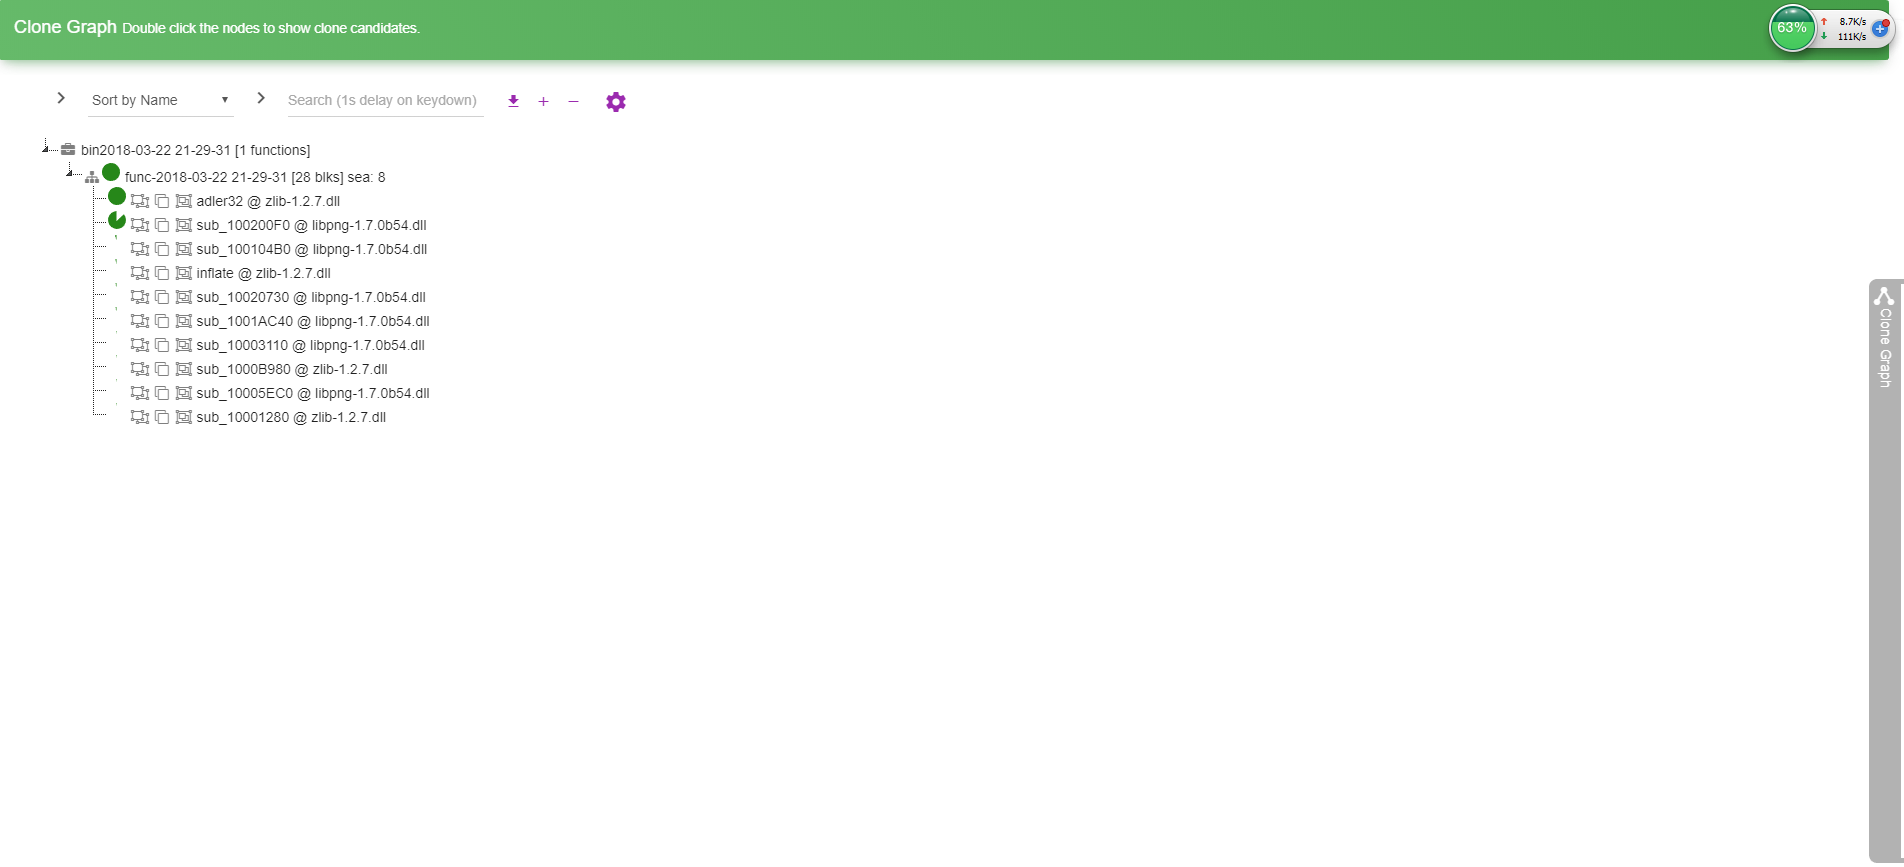 Clone Graph Double click the nodes to show clone candidates.
63%
8.7K/s
111K/s
Sort by Name
Search (1s delay on keydown)
bin2018-03-22 21-29-31 [1 functions]
func-2018-03-22 21-29-31 [28 blks] sea: 8
adler32 @ zlib-1.2.7.dll
sub_100200F0 @ libpng-1.7.0b54.dll
sub_100104B0 @ libpng-1.7.0b54.dll
inflate @ zlib-1.2.7.dll
sub_10020730 @ libpng-1.7.0b54.dll
sub_1001AC40 @ libpng-1.7.0b54.dll
sub_10003110 @ libpng-1.7.0b54.dll
sub_1000B980 @ zlib-1.2.7.dll
sub_10005EC0 @ libpng-1.7.0b54.dll
sub_10001280 @ zlib-1.2.7.dll
Clone Graph